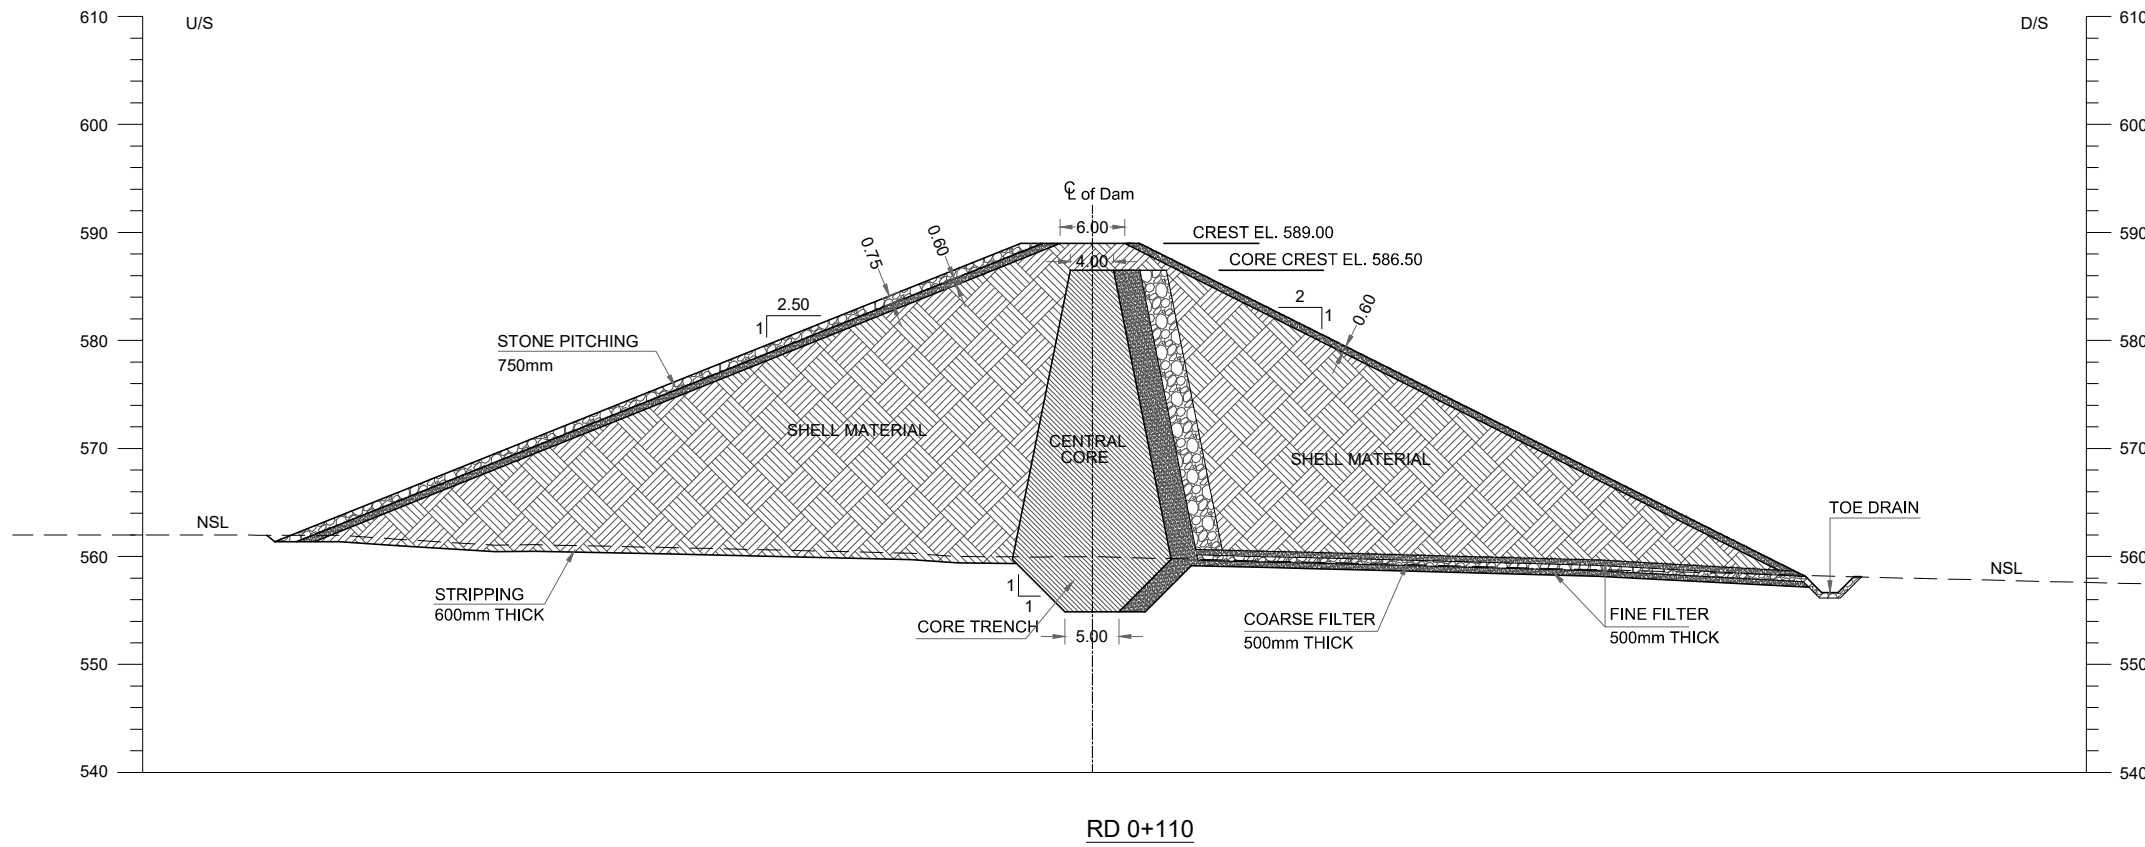 610
U/S
D/S
610
600
600
℄ of Dam
590
6.00
CREST EL. 589.00
590
0.75
0.60
4.00
CORE CREST EL. 586.50
2.50
1
2
1
0.60
580
STONE PITCHING
750mm
580
570
SHELL MATERIAL
CENTRAL
CORE
SHELL MATERIAL
570
NSL
TOE DRAIN
560
560
NSL
STRIPPING
600mm THICK
1
1
CORE TRENCH
5.00
COARSE FILTER
500mm THICK
FINE FILTER
500mm THICK
550
550
540
540
RD 0+110